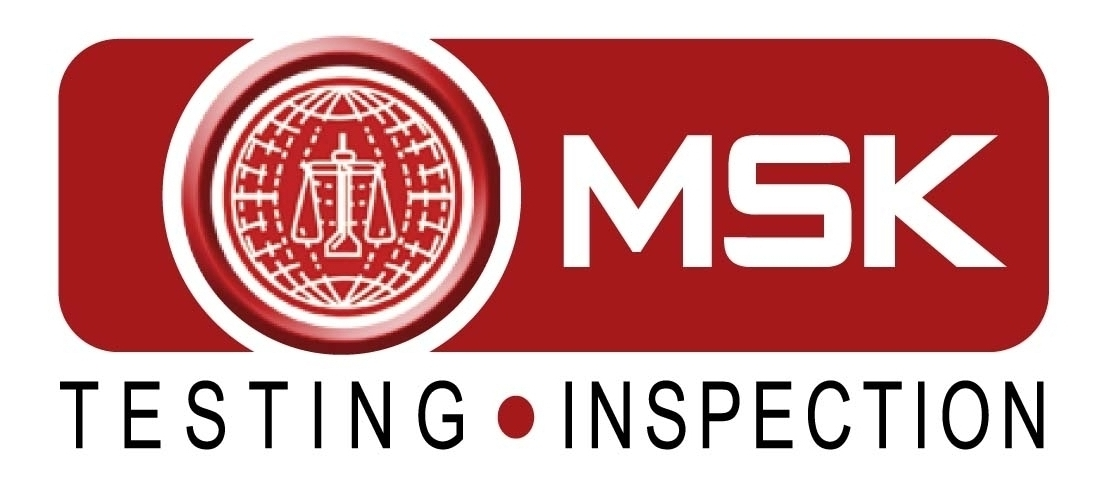 MSK
TESTING • INSPECTION